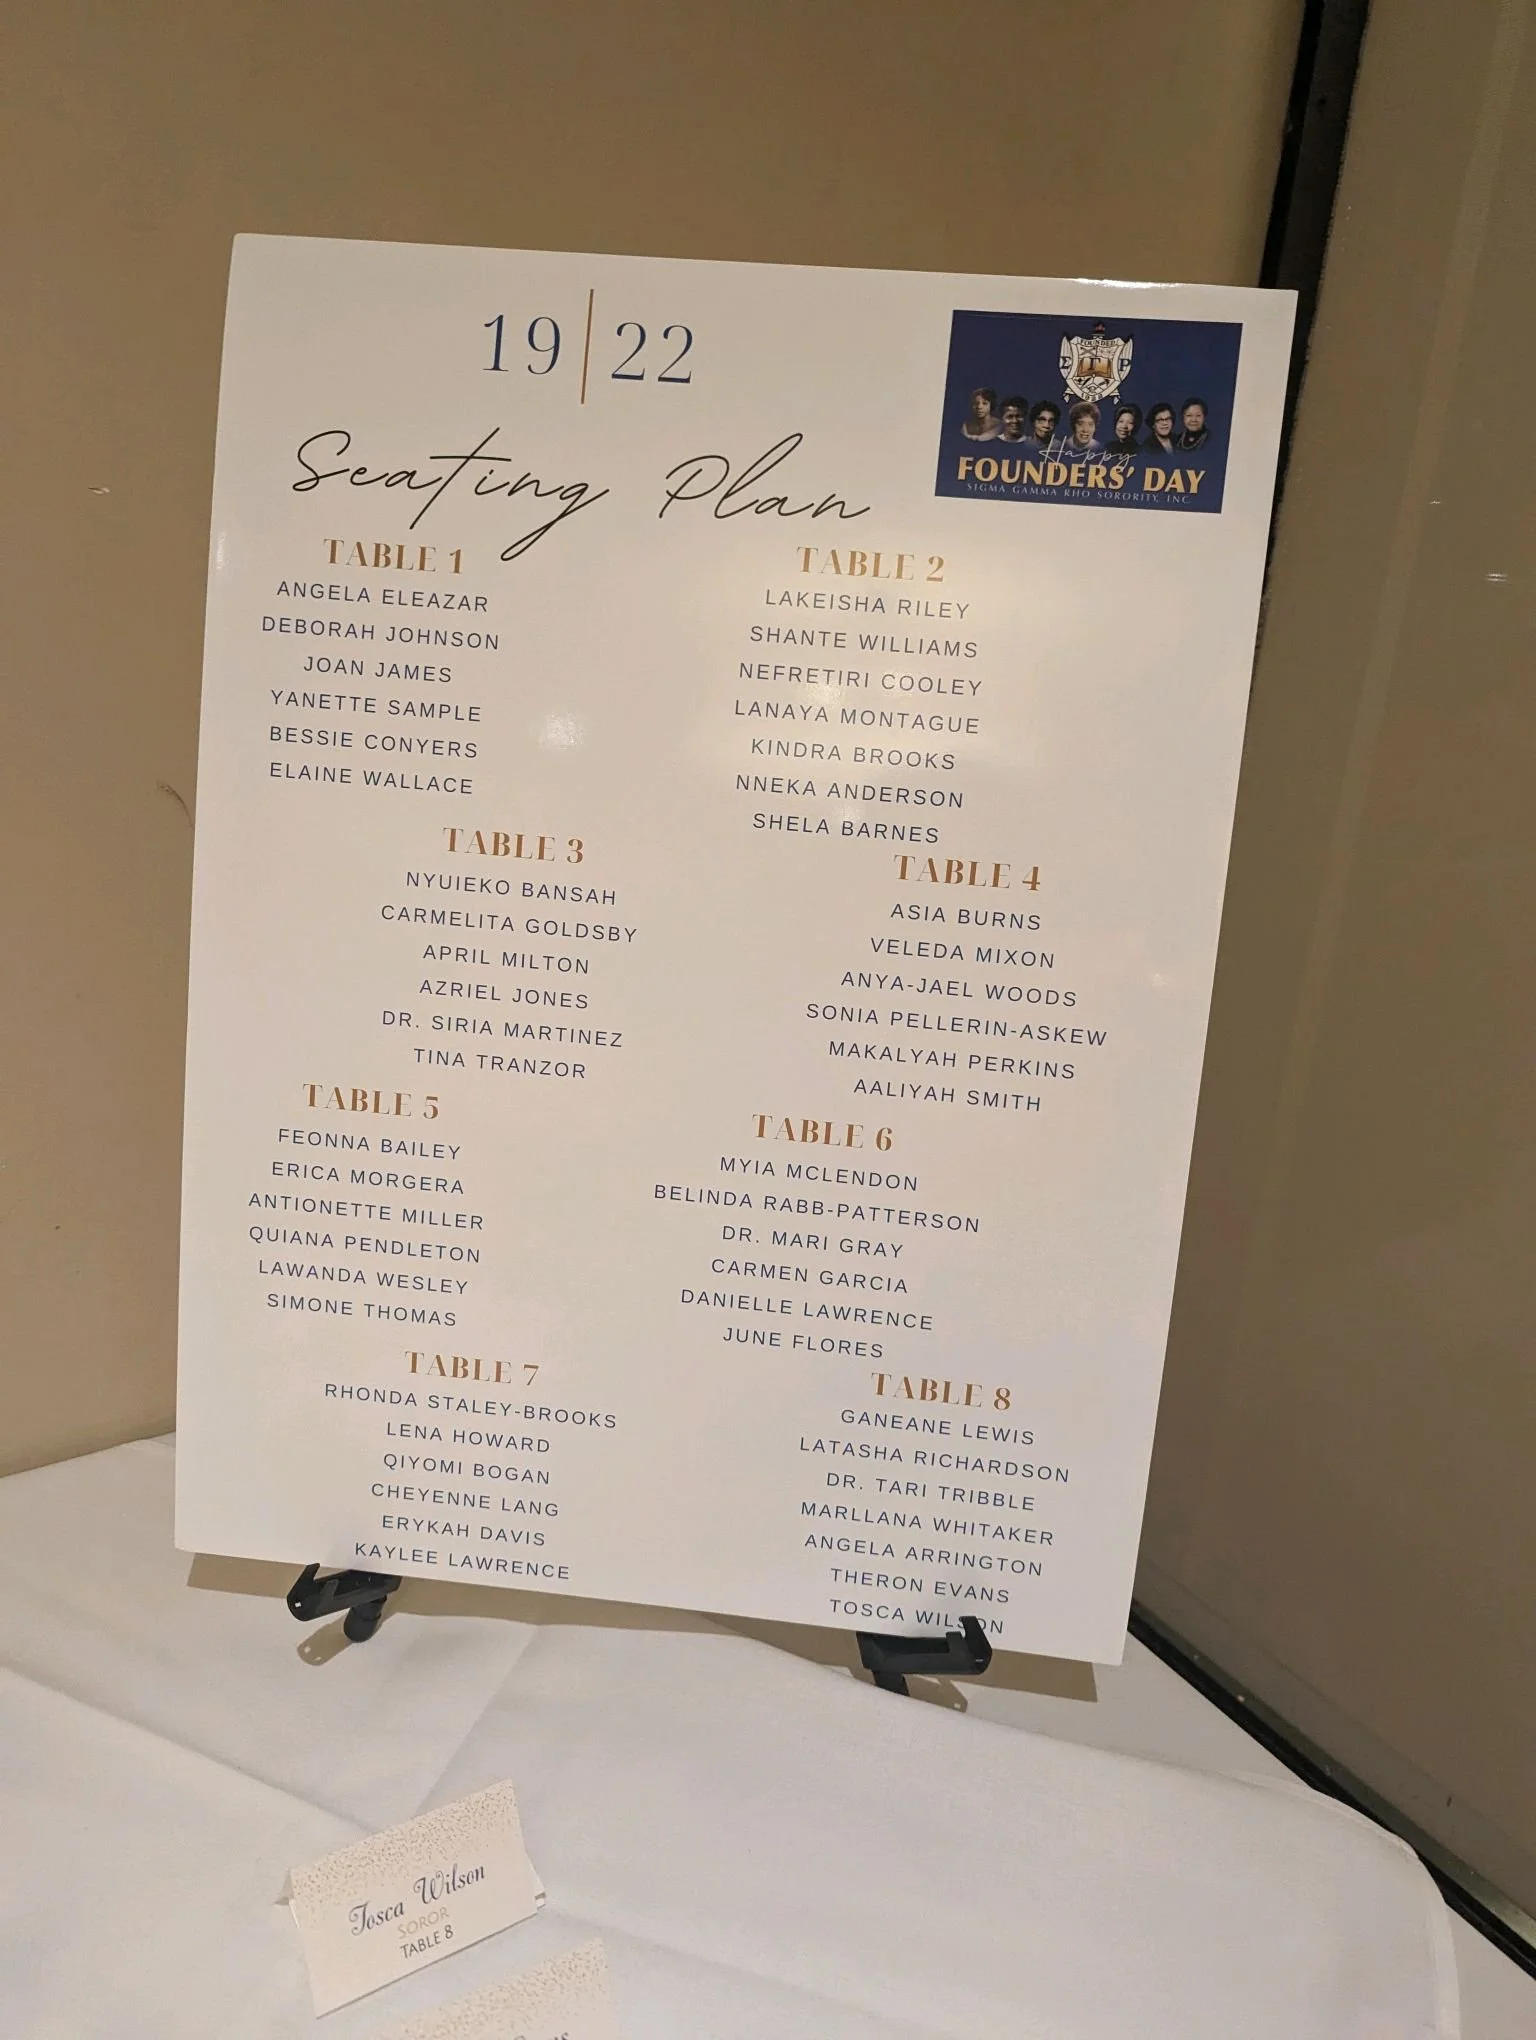 19 | 22
FOUNDED
Σ Γ Ρ
1922
Happy
FOUNDERS' DAY
SIGMA GAMMA RHO SORORITY, INC
Seating Plan
TABLE 1
ANGELA ELEAZAR
DEBORAH JOHNSON
JOAN JAMES
YANETTE SAMPLE
BESSIE CONYERS
ELAINE WALLACE
TABLE 2
LAKEISHA RILEY
SHANTE WILLIAMS
NEFRETIRI COOLEY
LANAYA MONTAGUE
KINDRA BROOKS
NNEKA ANDERSON
SHELA BARNES
TABLE 3
NYUIEKO BANSAH
CARMELITA GOLDSBY
APRIL MILTON
AZRIEL JONES
DR. SIRIA MARTINEZ
TINA TRANZOR
TABLE 4
ASIA BURNS
VELEDA MIXON
ANYA-JAEL WOODS
SONIA PELLERIN-ASKEW
MAKALYAH PERKINS
AALIYAH SMITH
TABLE 5
FEONNA BAILEY
ERICA MORGERA
ANTIONETTE MILLER
QUIANA PENDLETON
LAWANDA WESLEY
SIMONE THOMAS
TABLE 6
MYIA MCLENDON
BELINDA RABB-PATTERSON
DR. MARI GRAY
CARMEN GARCIA
DANIELLE LAWRENCE
JUNE FLORES
TABLE 7
RHONDA STALEY-BROOKS
LENA HOWARD
QIYOMI BOGAN
CHEYENNE LANG
ERYKAH DAVIS
KAYLEE LAWRENCE
TABLE 8
GANEANE LEWIS
LATASHA RICHARDSON
DR. TARI TRIBBLE
MARLLANA WHITAKER
ANGELA ARRINGTON
THERON EVANS
TOSCA WILSON
Tosca Wilson
SOROR
TABLE 8